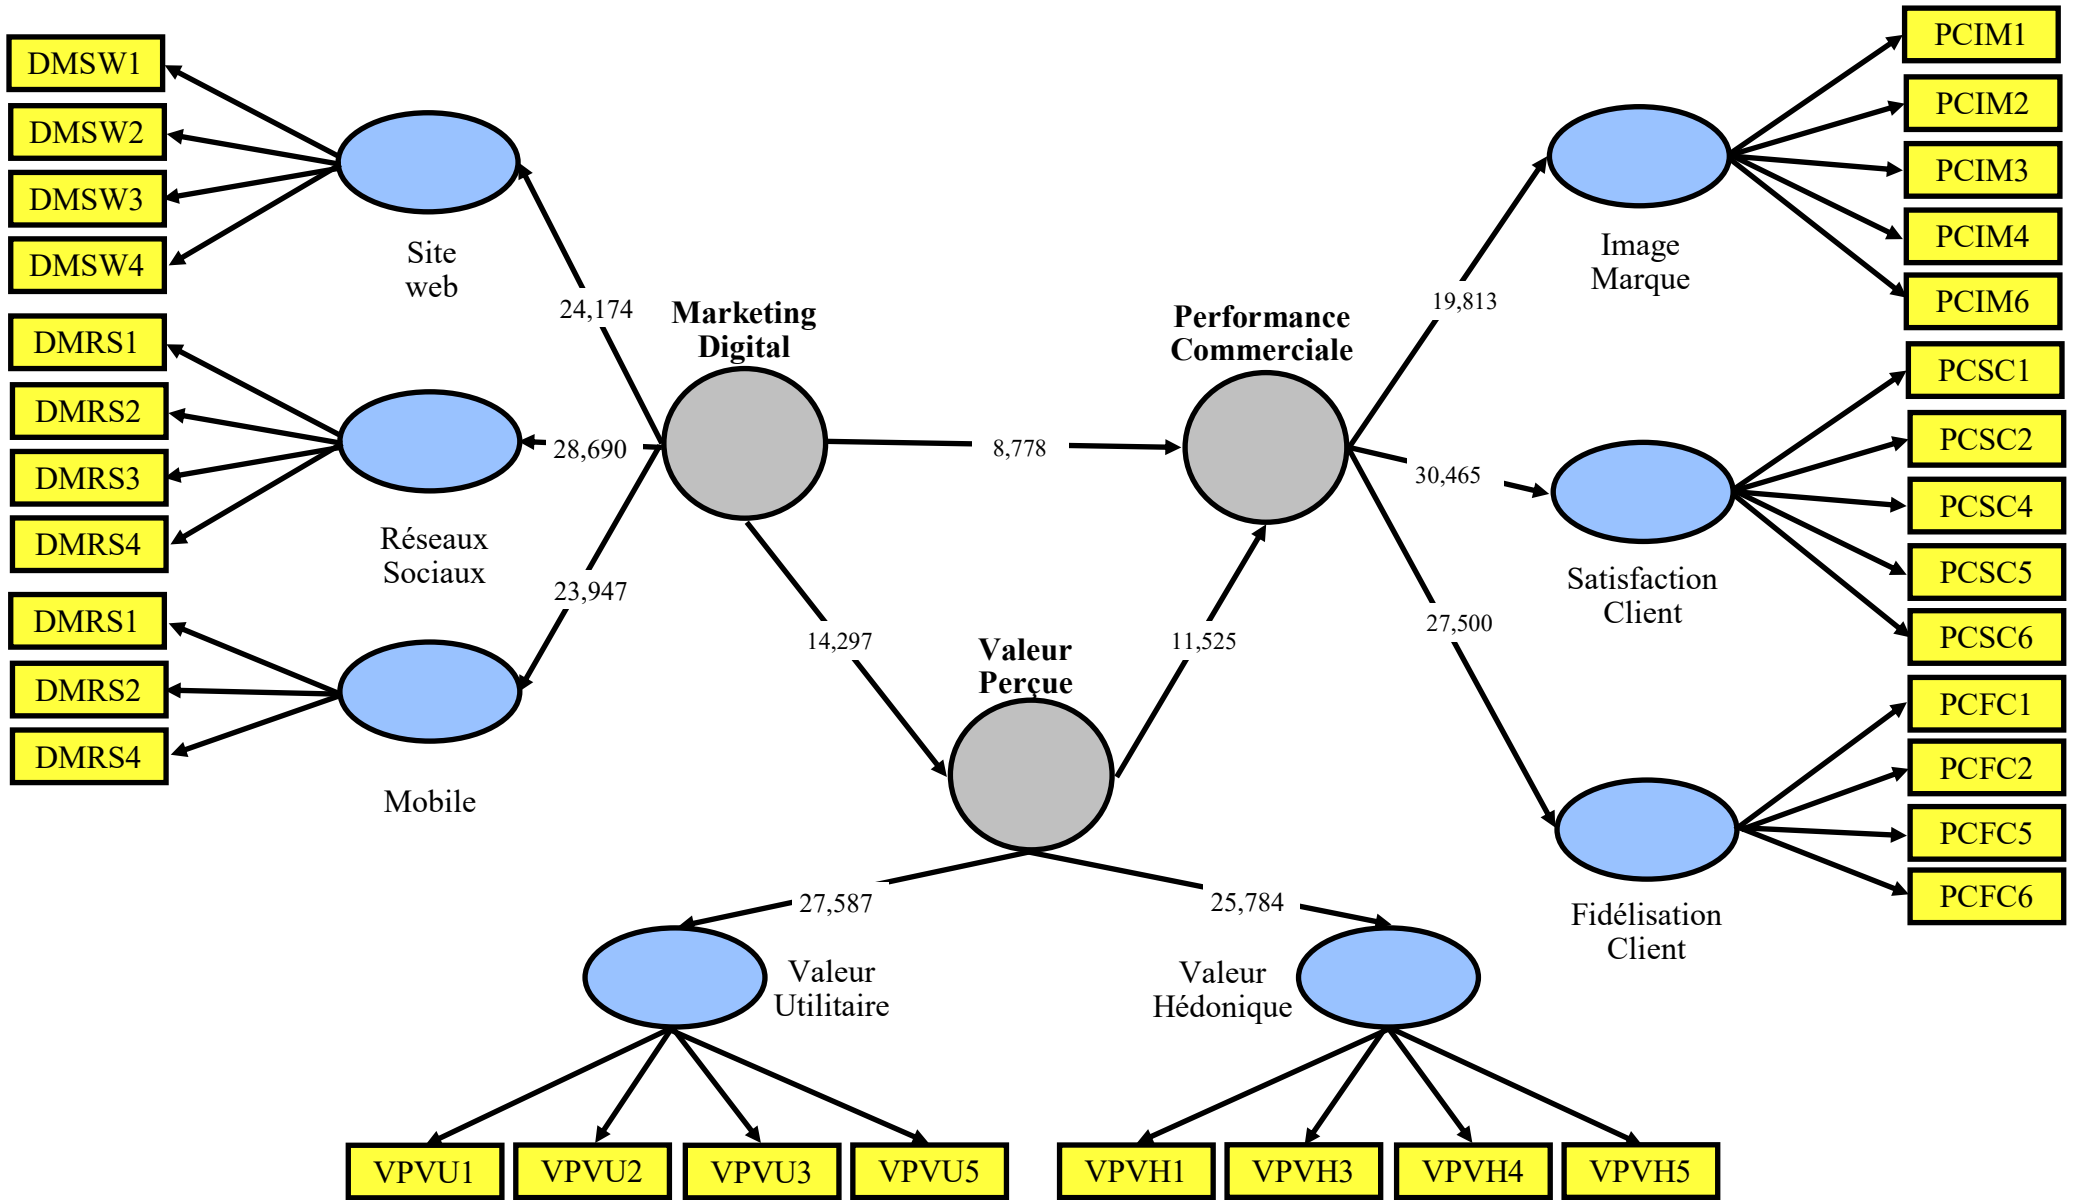 DMSW1
DMSW2
DMSW3
DMSW4
Site
web
DMRS1
DMRS2
DMRS3
DMRS4
Réseaux
Sociaux
DMRS1
DMRS2
DMRS4
Mobile
24,174
28,690
23,947
Marketing
Digital
8,778
14,297
11,525
Valeur
Perçue
Performance
Commerciale
19,813
30,465
27,500
Image
Marque
Satisfaction
Client
Fidélisation
Client
PCIM1
PCIM2
PCIM3
PCIM4
PCIM6
PCSC1
PCSC2
PCSC4
PCSC5
PCSC6
PCFC1
PCFC2
PCFC5
PCFC6
27,587
25,784
Valeur
Utilitaire
Valeur
Hédonique
VPVU1
VPVU2
VPVU3
VPVU5
VPVH1
VPVH3
VPVH4
VPVH5